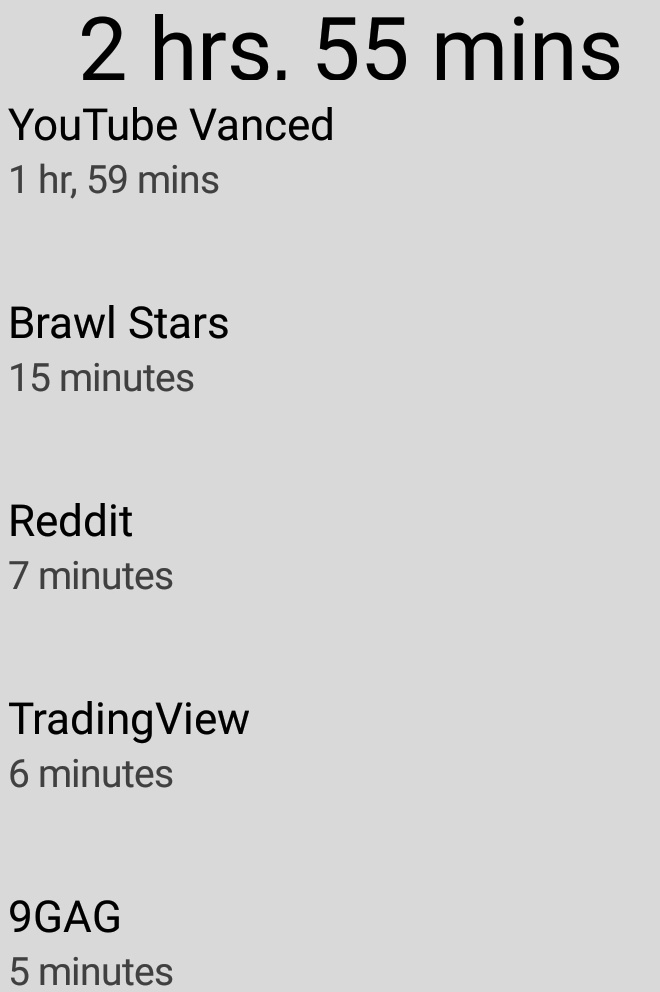 2 hrs. 55 mins
YouTube Vanced
1 hr, 59 mins
Brawl Stars
15 minutes
Reddit
7 minutes
TradingView
6 minutes
9GAG
5 minutes